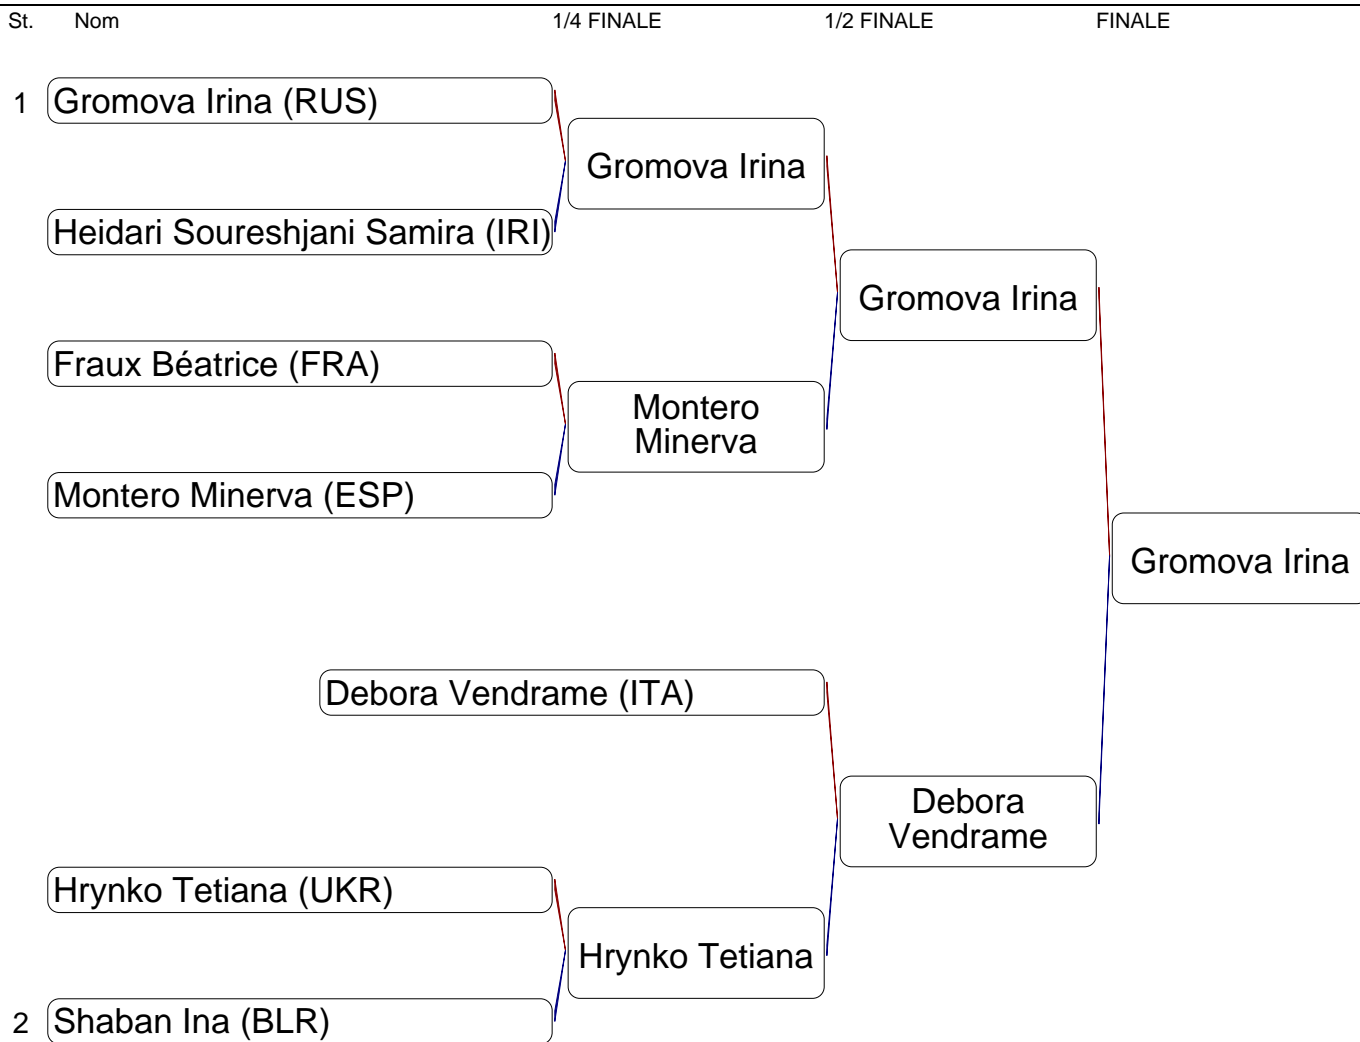 St. Nom 1/4 FINALE 1/2 FINALE FINALE
1 Gromova Irina (RUS)
Gromova Irina
Heidari Soureshjani Samira (IRI)
Gromova Irina
Fraux Béatrice (FRA)
Montero
Minerva
Montero Minerva (ESP)
Gromova Irina
Debora Vendrame (ITA)
Debora
Vendrame
Hrynko Tetiana (UKR)
Hrynko Tetiana
2 Shaban Ina (BLR)